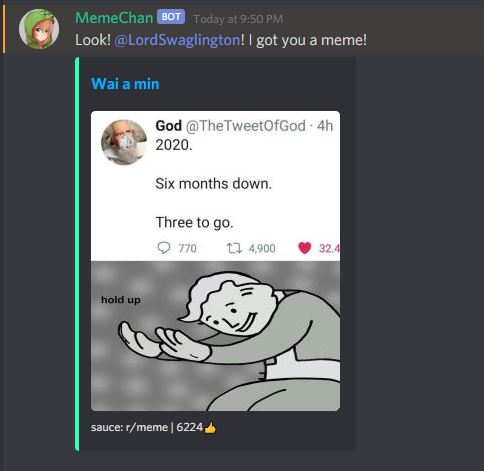 MemeChan BOT Today at 9:50 PM
Look! @LordSwaglington! I got you a meme!
Wai a min
God @TheTweetOfGod · 4h
2020.
Six months down.
Three to go.
770 4,900 32.4
hold up
sauce: r/meme | 6224👍